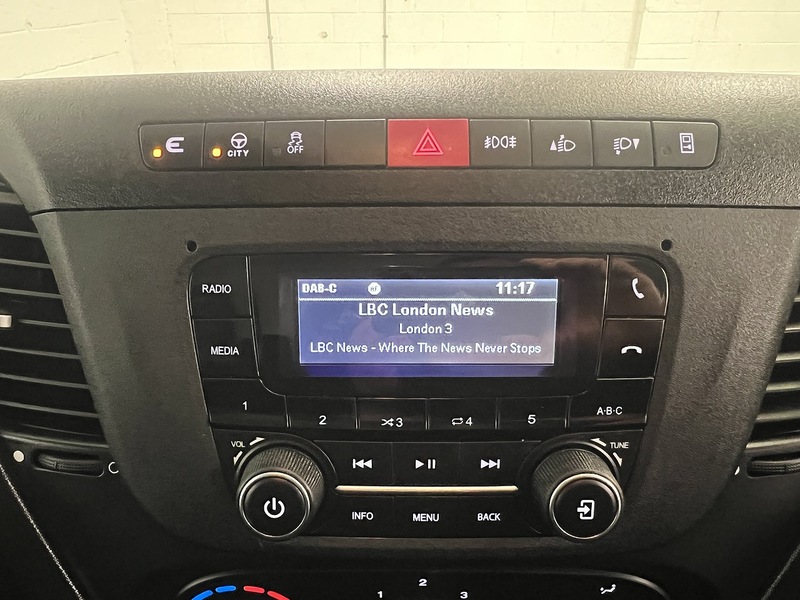 E
CITY
OFF
RADIO
DAB-C
11:17
LBC London News
London 3
LBC News - Where The News Never Stops
MEDIA
1
2
3
4
5
A·B·C
VOL
TUNE
INFO
MENU
BACK
1
2
3